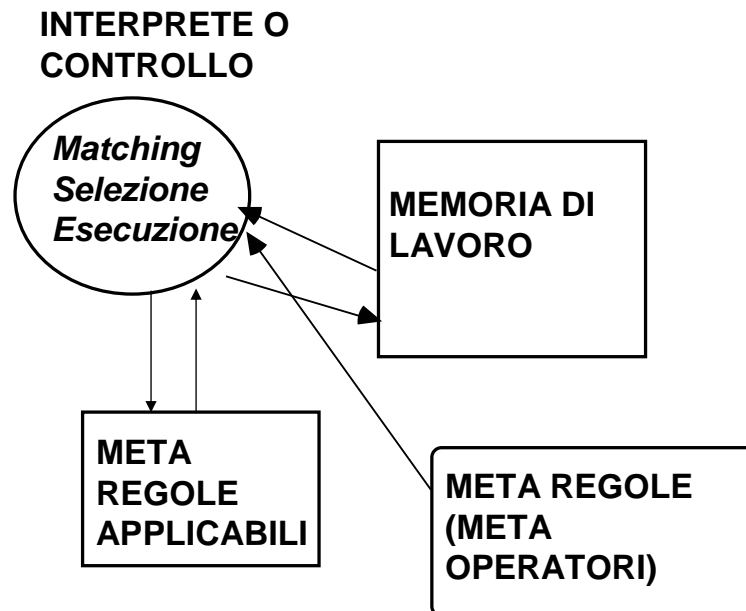 INTERPRETE O
CONTROLLO
Matching
Selezione
Esecuzione
MEMORIA DI
LAVORO
META
REGOLE
APPLICABILI
META REGOLE
(META
OPERATORI)